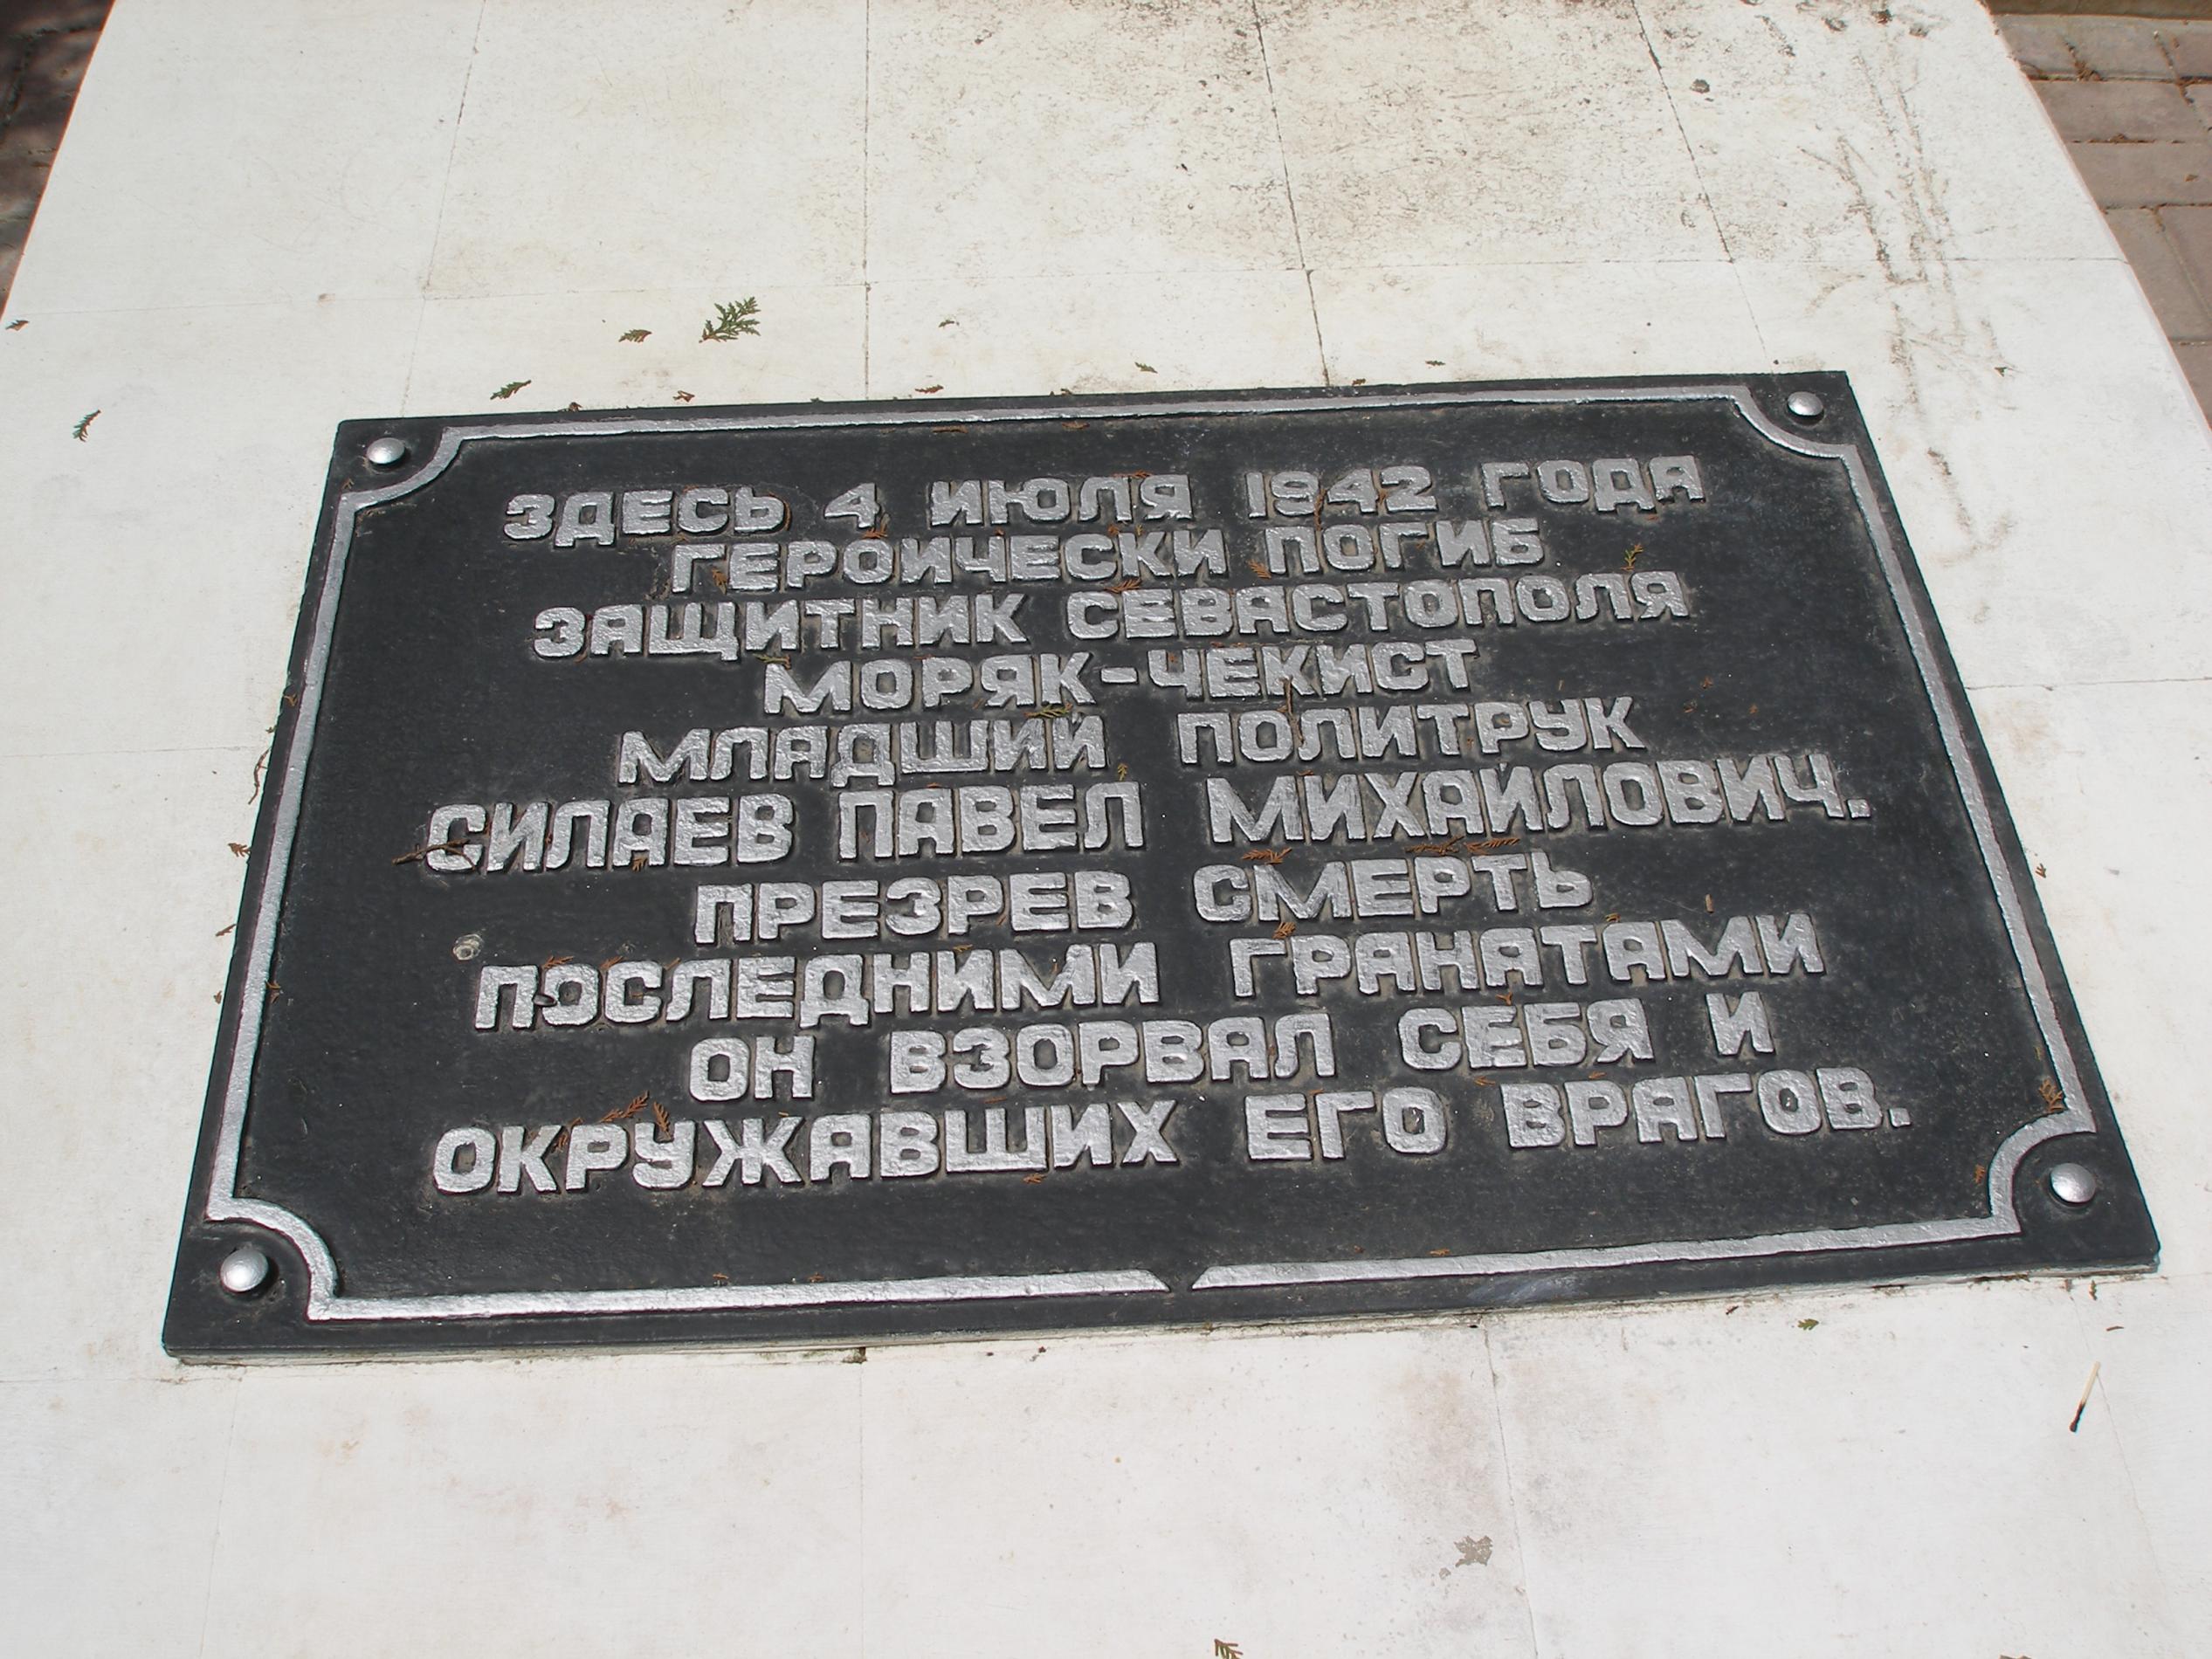 ЗДЕСЬ 4 ИЮЛЯ 1942 ГОДА
ГЕРОИЧЕСКИ ПОГИБ
ЗАЩИТНИК СЕВАСТОПОЛЯ
МОРЯК-ЧЕКИСТ
МЛАДШИЙ ПОЛИТРУК
СИЛАЕВ ПАВЕЛ МИХАЙЛОВИЧ.
ПРЕЗРЕВ СМЕРТЬ
ПОСЛЕДНИМИ ГРАНАТАМИ
ОН ВЗОРВАЛ СЕБЯ И
ОКРУЖАВШИХ ЕГО ВРАГОВ.